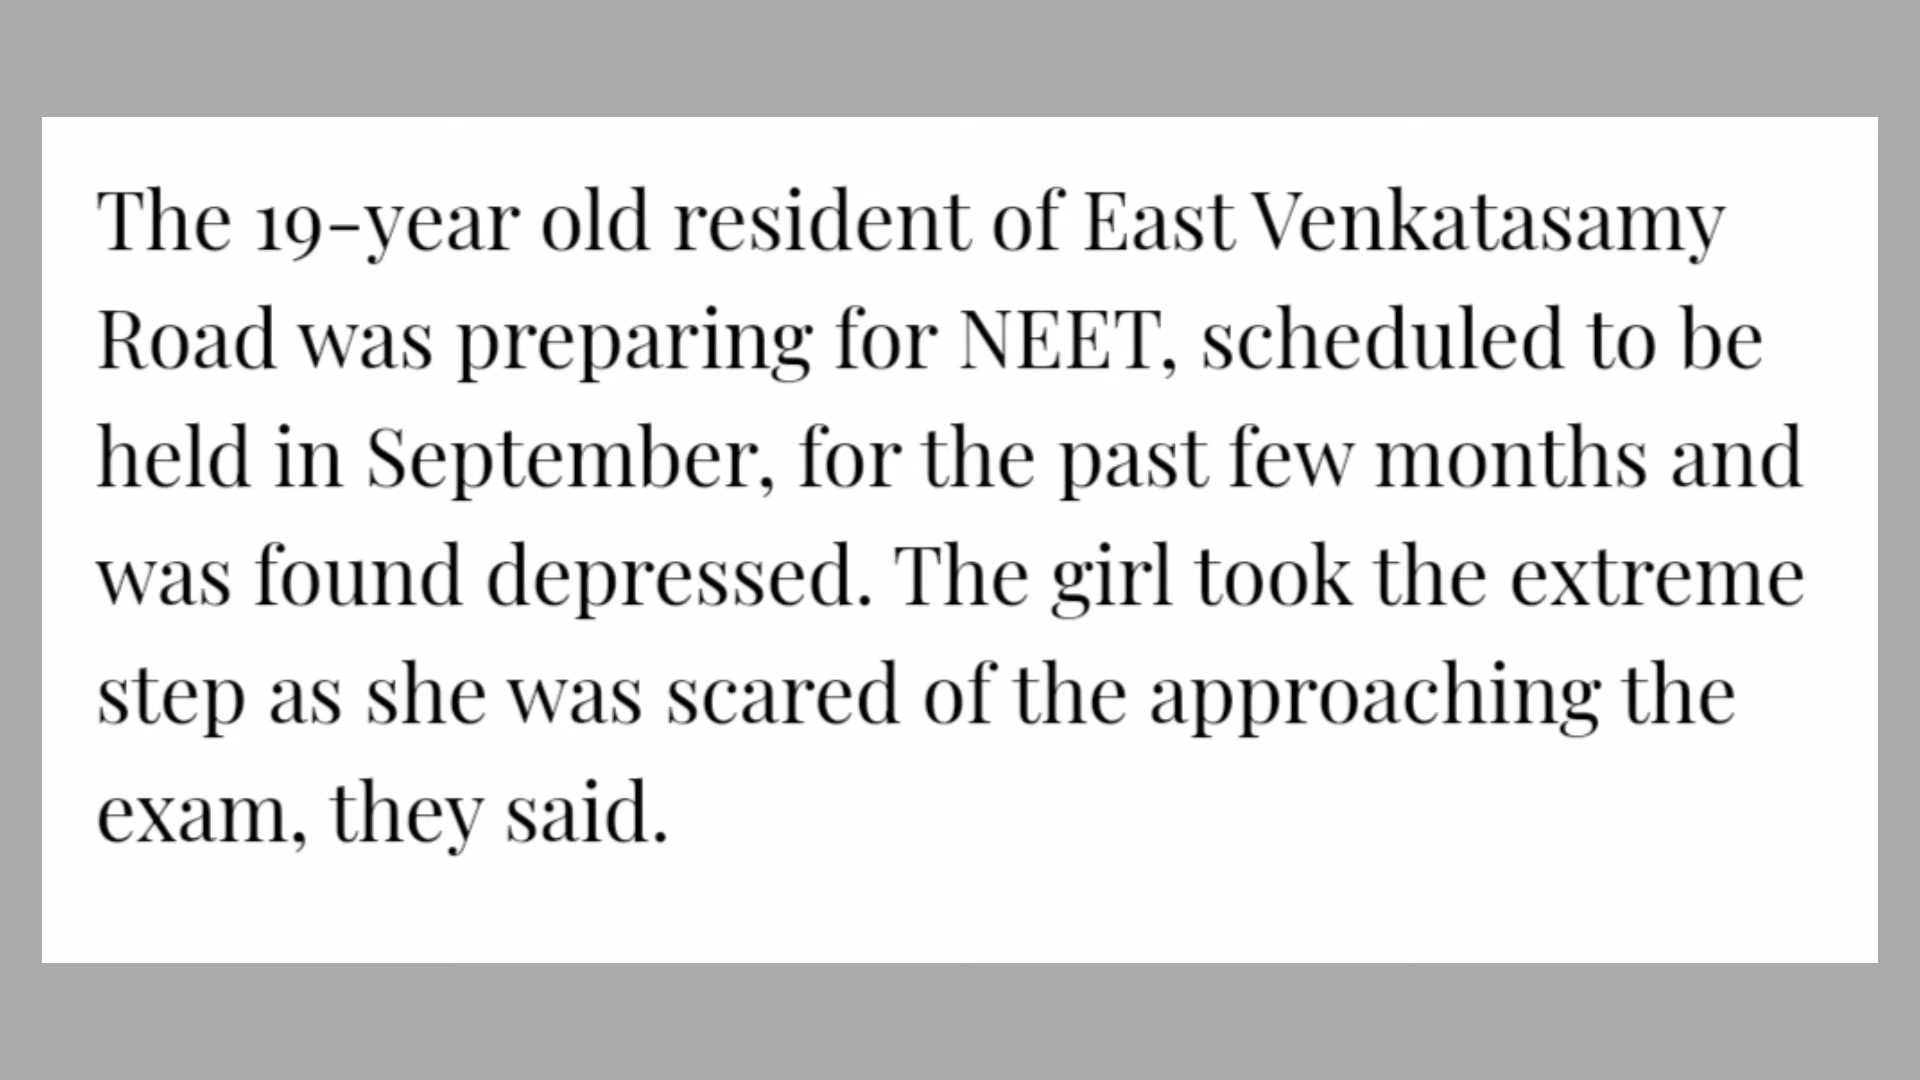 The 19-year old resident of East Venkatasamy
Road was preparing for NEET, scheduled to be
held in September, for the past few months and
was found depressed. The girl took the extreme
step as she was scared of the approaching the
exam, they said.